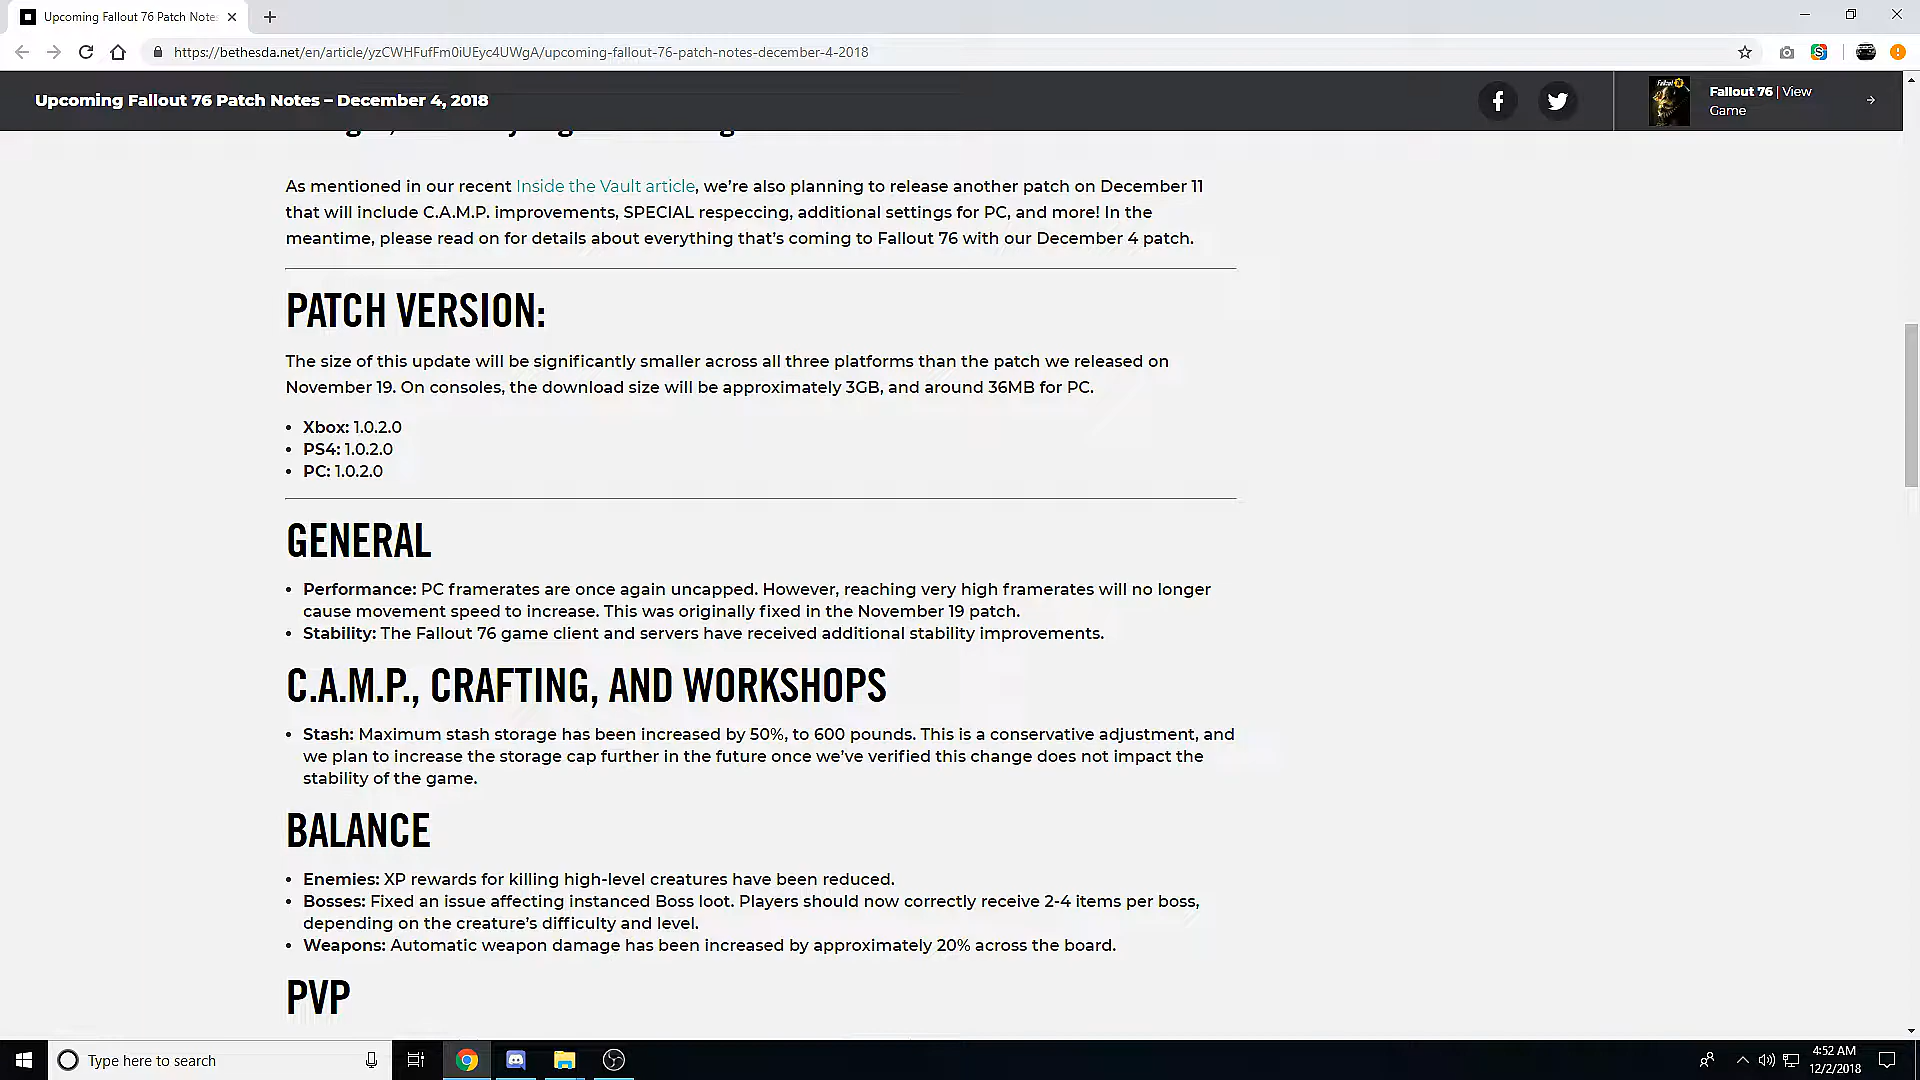 Upcoming Fallout 76 Patch Note
https://bethesda.net/en/article/yzCWHFufFm0iUEyc4UWgA/upcoming-fallout-76-patch-notes-december-4-2018
Upcoming Fallout 76 Patch Notes – December 4, 2018
Fallout 76 | View
Game
As mentioned in our recent Inside the Vault article, we’re also planning to release another patch on December 11
that will include C.A.M.P. improvements, SPECIAL respeccing, additional settings for PC, and more! In the
meantime, please read on for details about everything that’s coming to Fallout 76 with our December 4 patch.
PATCH VERSION:
The size of this update will be significantly smaller across all three platforms than the patch we released on
November 19. On consoles, the download size will be approximately 3GB, and around 36MB for PC.
• Xbox: 1.0.2.0
• PS4: 1.0.2.0
• PC: 1.0.2.0
GENERAL
• Performance: PC framerates are once again uncapped. However, reaching very high framerates will no longer
cause movement speed to increase. This was originally fixed in the November 19 patch.
• Stability: The Fallout 76 game client and servers have received additional stability improvements.
C.A.M.P., CRAFTING, AND WORKSHOPS
• Stash: Maximum stash storage has been increased by 50%, to 600 pounds. This is a conservative adjustment, and
we plan to increase the storage cap further in the future once we’ve verified this change does not impact the
stability of the game.
BALANCE
• Enemies: XP rewards for killing high-level creatures have been reduced.
• Bosses: Fixed an issue affecting instanced Boss loot. Players should now correctly receive 2-4 items per boss,
depending on the creature’s difficulty and level.
• Weapons: Automatic weapon damage has been increased by approximately 20% across the board.
PVP
Type here to search
4:52 AM
12/2/2018